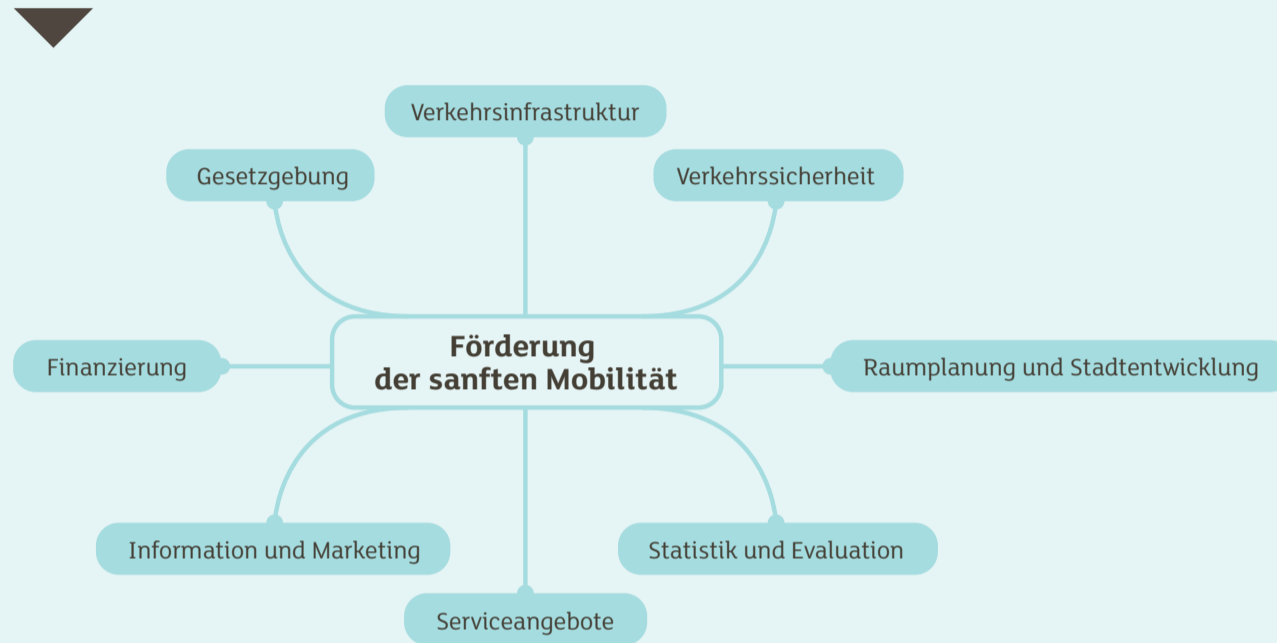 Verkehrsinfrastruktur
Gesetzgebung
Verkehrssicherheit
Förderung
der sanften Mobilität
Finanzierung
Raumplanung und Stadtentwicklung
Information und Marketing
Statistik und Evaluation
Serviceangebote